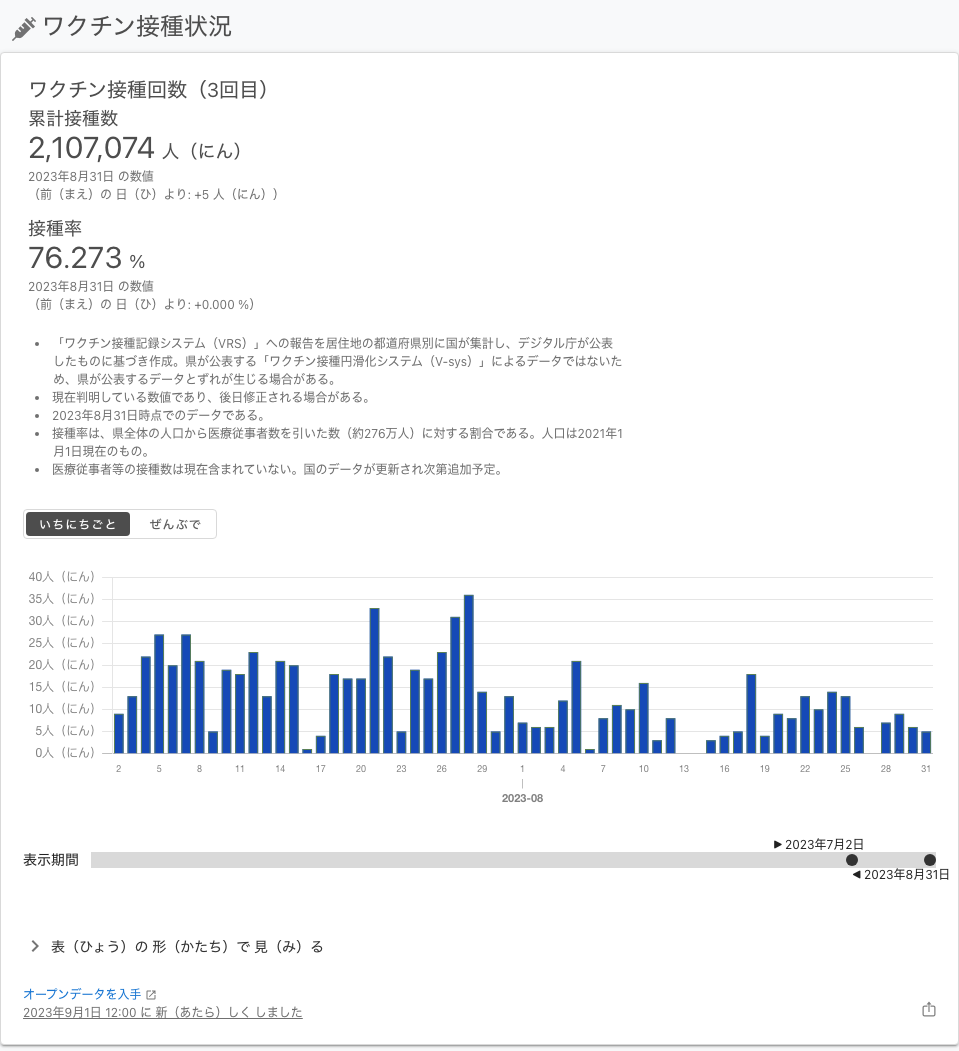 ワクチン接種状況
ワクチン接種回数（3回目）
累計接種数
2,107,074 人（にん）
2023年8月31日 の数値
（前（まえ）の 日（ひ）より: +5 人（にん））
接種率
76.273 %
2023年8月31日 の数値
（前（まえ）の 日（ひ）より: +0.000 %）
• 「ワクチン接種記録システム（VRS）」への報告を居住地の都道府県別に国が集計し、デジタル庁が公表
したものに基づき作成。県が公表する「ワクチン接種円滑化システム（V-sys）」によるデータではないた
め、県が公表するデータとずれが生じる場合がある。
• 現在判明している数値であり、後日修正される場合がある。
• 2023年8月31日時点でのデータである。
• 接種率は、県全体の人口から医療従事者数を引いた数（約276万人）に対する割合である。人口は2021年1
月1日現在のもの。
• 医療従事者等の接種数は現在含まれていない。国のデータが更新され次第追加予定。
いちにちごと ぜんぶで
40人（にん）
35人（にん）
30人（にん）
25人（にん）
20人（にん）
15人（にん）
10人（にん）
5人（にん）
0人（にん）
2 5 8 11 14 17 20 23 26 29 1 4 7 10 13 16 19 22 25 28 31
2023-08
▶ 2023年7月2日
表示期間
◀ 2023年8月31日
表（ひょう）の 形（かたち）で 見（み）る
オープンデータを入手
2023年9月1日 12:00 に 新（あたら）しく しました